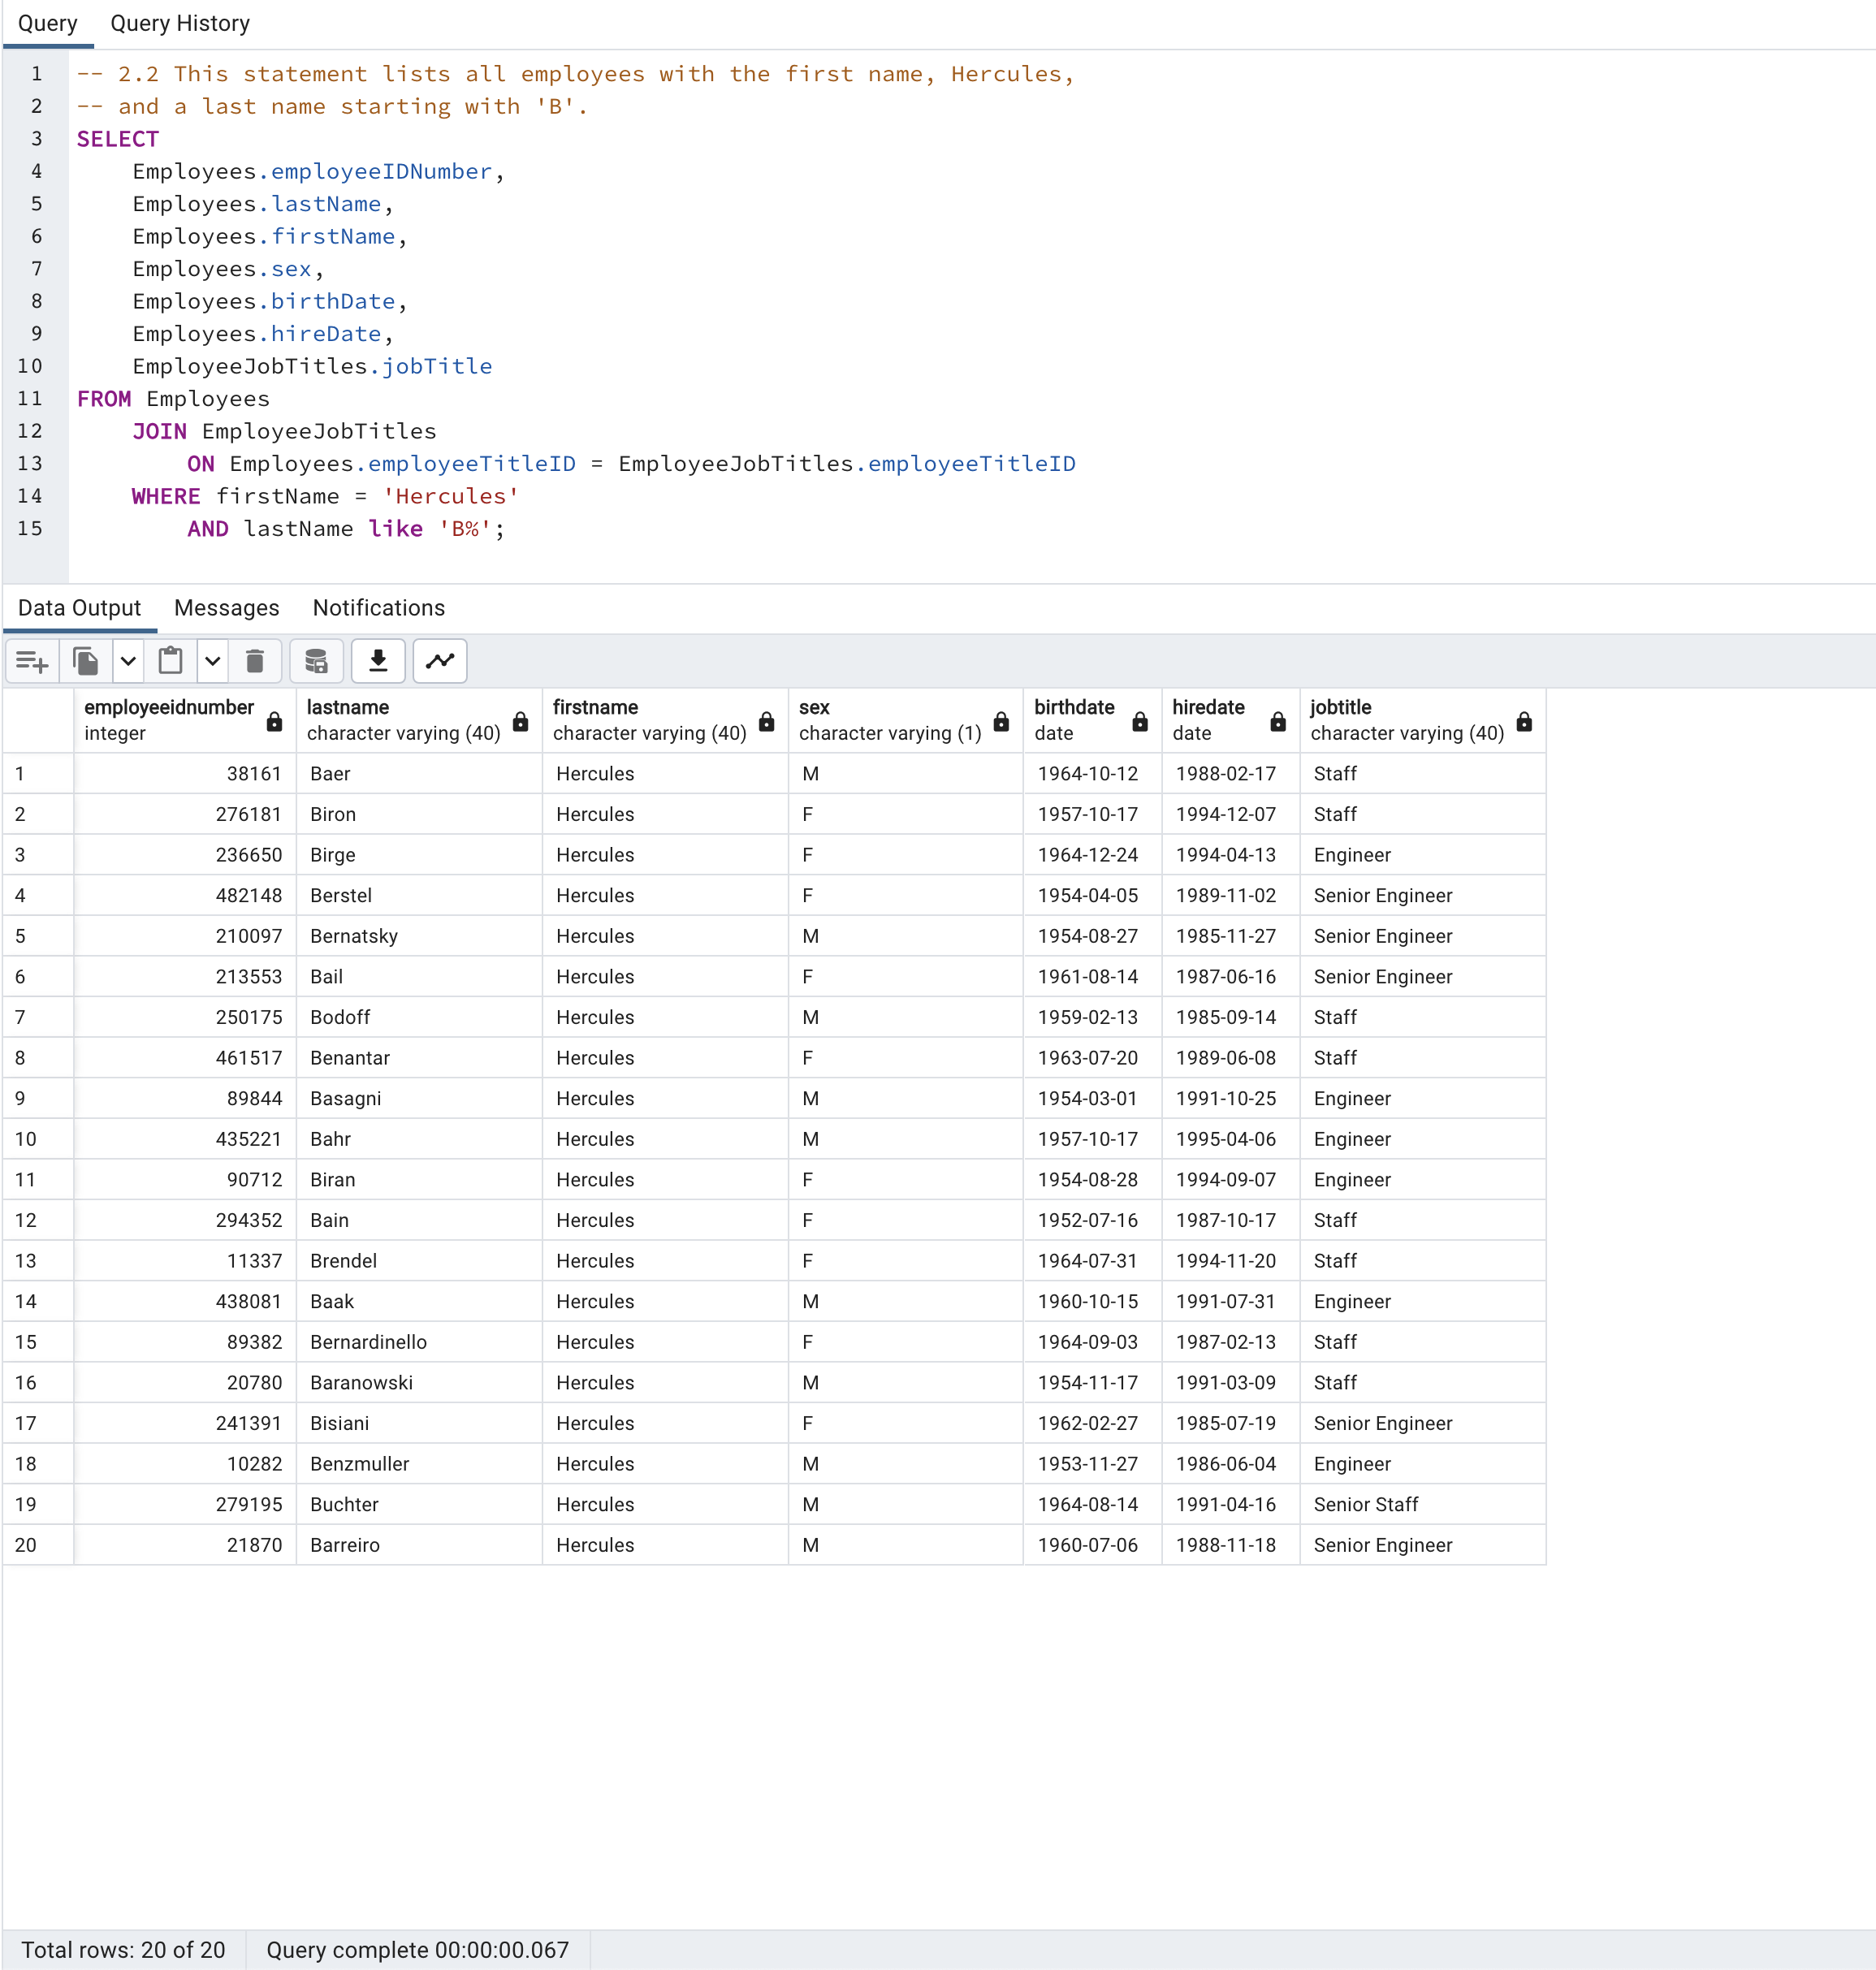 Query Query History
1 -- 2.2 This statement lists all employees with the first name, Hercules,
2 -- and a last name starting with 'B'.
3 SELECT
4 Employees.employeeIDNumber,
5 Employees.lastName,
6 Employees.firstName,
7 Employees.sex,
8 Employees.birthDate,
9 Employees.hireDate,
10 EmployeeJobTitles.jobTitle
11 FROM Employees
12 JOIN EmployeeJobTitles
13 ON Employees.employeeTitleID = EmployeeJobTitles.employeeTitleID
14 WHERE firstName = 'Hercules'
15 AND lastName like 'B%';
Data Output Messages Notifications
employeeidnumber lastname firstname sex birthdate hiredate jobtitle
integer character varying (40) character varying (40) character varying (1) date date character varying (40)
1 38161 Baer Hercules M 1964-10-12 1988-02-17 Staff
2 276181 Biron Hercules F 1957-10-17 1994-12-07 Staff
3 236650 Birge Hercules F 1964-12-24 1994-04-13 Engineer
4 482148 Berstel Hercules F 1954-04-05 1989-11-02 Senior Engineer
5 210097 Bernatsky Hercules M 1954-08-27 1985-11-27 Senior Engineer
6 213553 Bail Hercules F 1961-08-14 1987-06-16 Senior Engineer
7 250175 Bodoff Hercules M 1959-02-13 1985-09-14 Staff
8 461517 Benantar Hercules F 1963-07-20 1989-06-08 Staff
9 89844 Basagni Hercules M 1954-03-01 1991-10-25 Engineer
10 435221 Bahr Hercules M 1957-10-17 1995-04-06 Engineer
11 90712 Biran Hercules F 1954-08-28 1994-09-07 Engineer
12 294352 Bain Hercules F 1952-07-16 1987-10-17 Staff
13 11337 Brendel Hercules F 1964-07-31 1994-11-20 Staff
14 438081 Baak Hercules M 1960-10-15 1991-07-31 Engineer
15 89382 Bernardinello Hercules F 1964-09-03 1987-02-13 Staff
16 20780 Baranowski Hercules M 1954-11-17 1991-03-09 Staff
17 241391 Bisiani Hercules F 1962-02-27 1985-07-19 Senior Engineer
18 10282 Benzmuller Hercules M 1953-11-27 1986-06-04 Engineer
19 279195 Buchter Hercules M 1964-08-14 1991-04-16 Senior Staff
20 21870 Barreiro Hercules M 1960-07-06 1988-11-18 Senior Engineer
Total rows: 20 of 20 Query complete 00:00:00.067